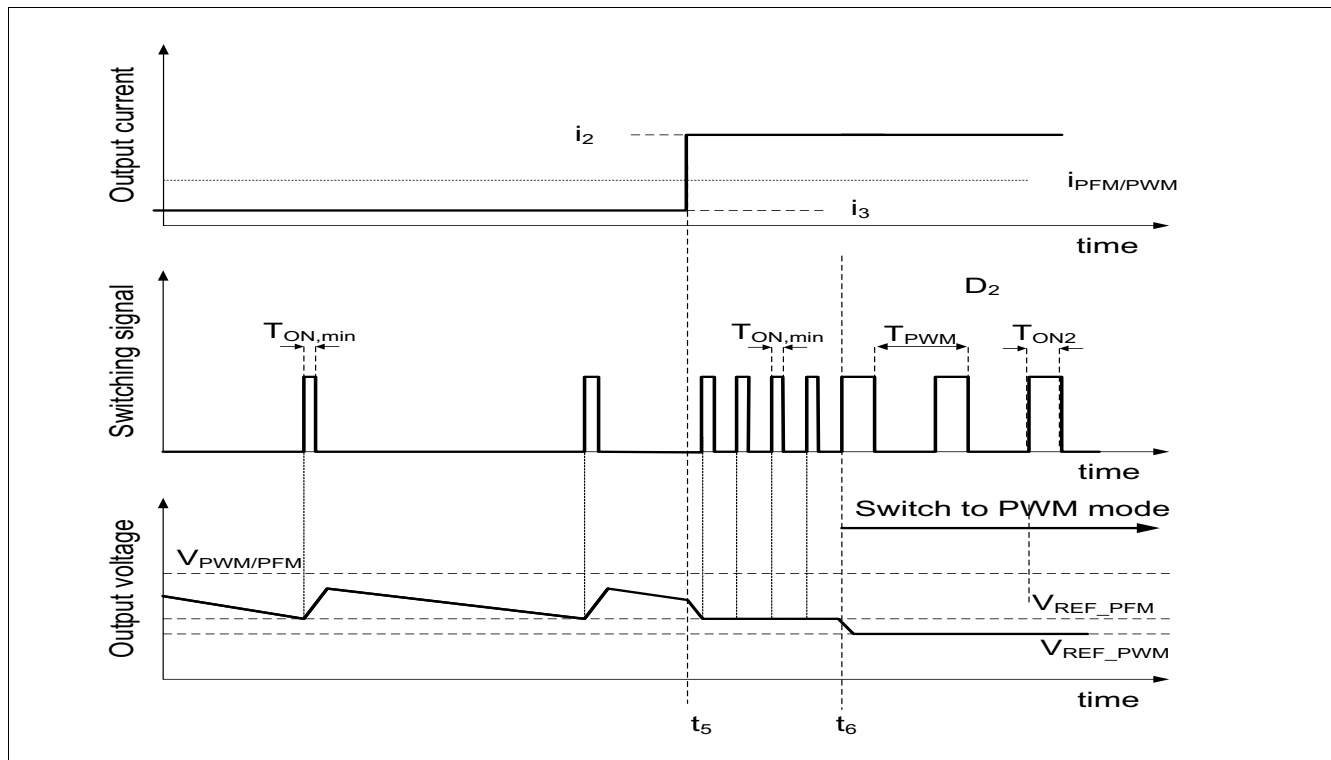 Output current
i2
iPFM/PWM
i3
time
Switching signal
D2
TON,min
TON,min
TPWM
TON2
time
Output voltage
Switch to PWM mode
VPWM/PFM
VREF_PFM
VREF_PWM
time
t5
t6